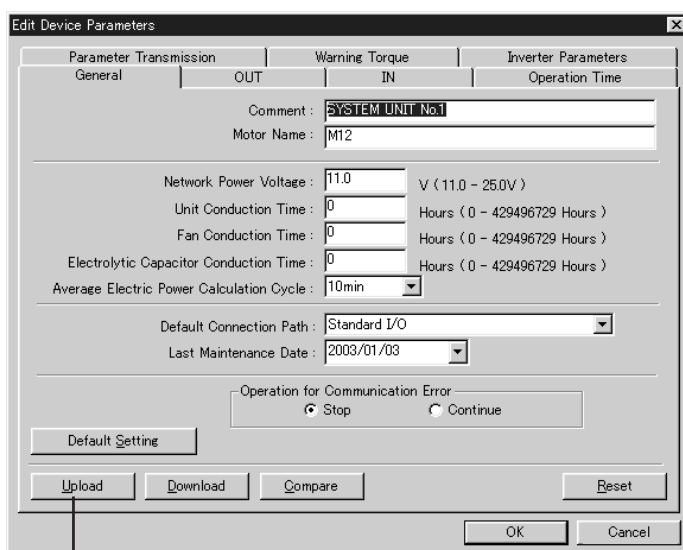 Edit Device Parameters
Parameter Transmission Warning Torque Inverter Parameters
General OUT IN Operation Time
Comment : SYSTEM UNIT No.1
Motor Name : M12
Network Power Voltage : 11.0 V ( 11.0 - 25.0V )
Unit Conduction Time : 0 Hours ( 0 - 429496729 Hours )
Fan Conduction Time : 0 Hours ( 0 - 429496729 Hours )
Electrolytic Capacitor Conduction Time : 0 Hours ( 0 - 429496729 Hours )
Average Electric Power Calculation Cycle : 10min
Default Connection Path : Standard I/O
Last Maintenance Date : 2003/01/03
Operation for Communication Error
Stop Continue
Default Setting
Upload Download Compare Reset
OK Cancel